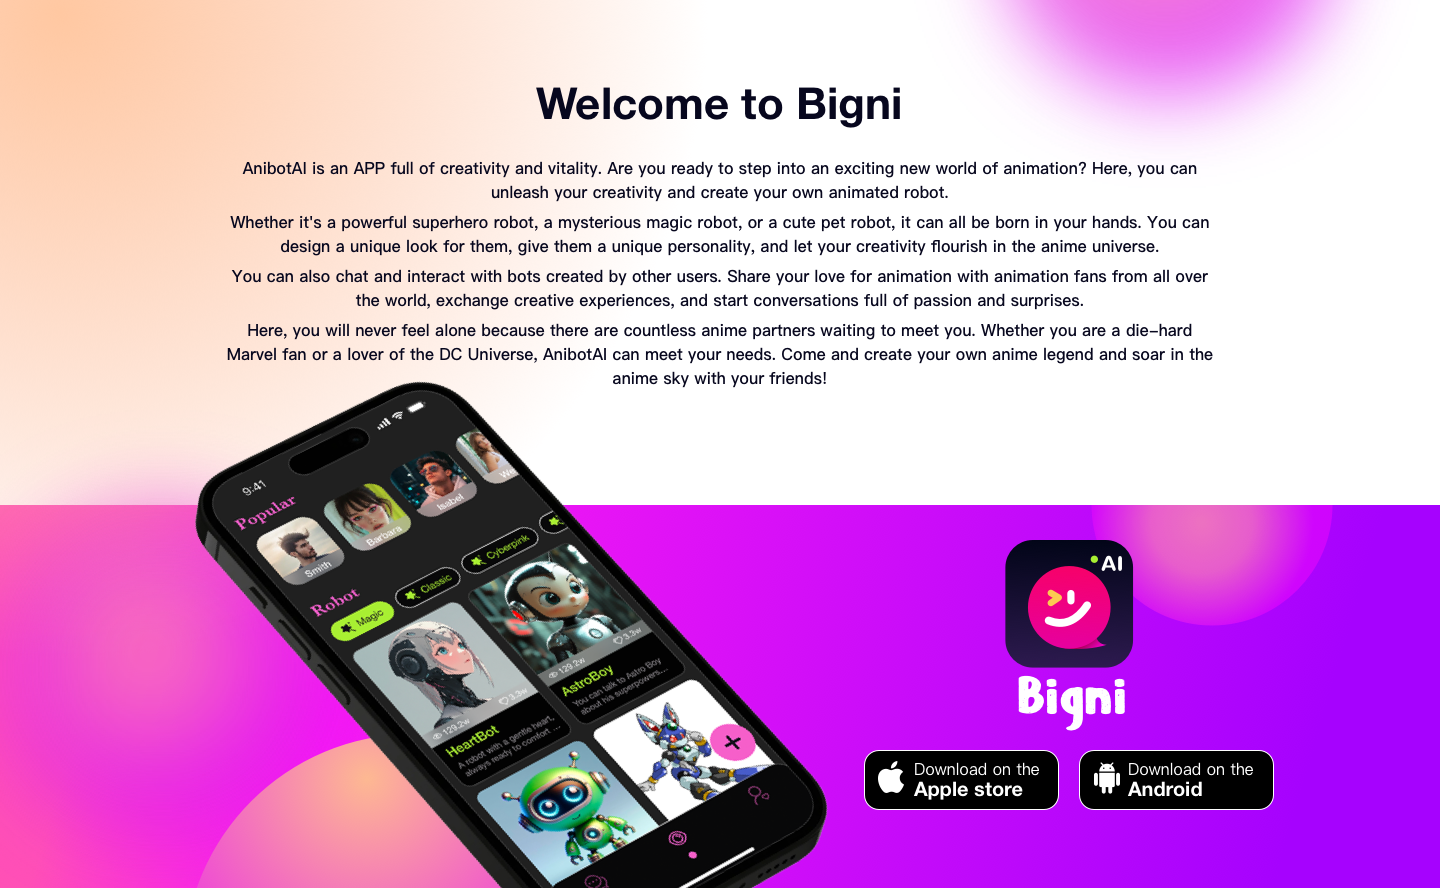 Welcome to Bigni
AnibotAI is an APP full of creativity and vitality. Are you ready to step into an exciting new world of animation? Here, you can
unleash your creativity and create your own animated robot.
Whether it's a powerful superhero robot, a mysterious magic robot, or a cute pet robot, it can all be born in your hands. You can
design a unique look for them, give them a unique personality, and let your creativity flourish in the anime universe.
You can also chat and interact with bots created by other users. Share your love for animation with animation fans from all over
the world, exchange creative experiences, and start conversations full of passion and surprises.
Here, you will never feel alone because there are countless anime partners waiting to meet you. Whether you are a die-hard
Marvel fan or a lover of the DC Universe, AnibotAI can meet your needs. Come and create your own anime legend and soar in the
anime sky with your friends!
9:41
Popular
Smith
Barbara
Isabel
We
Robot
Magic
Classic
Cyberpink
129.2w 3.3w
HeartBot
A robot with a gentle heart,
always ready to comfort ...
129.2w 3.3w
AstroBoy
You can talk to Astro Boy
about his superpowers...
AI
Bigni
Download on the
Apple store
Download on the
Android